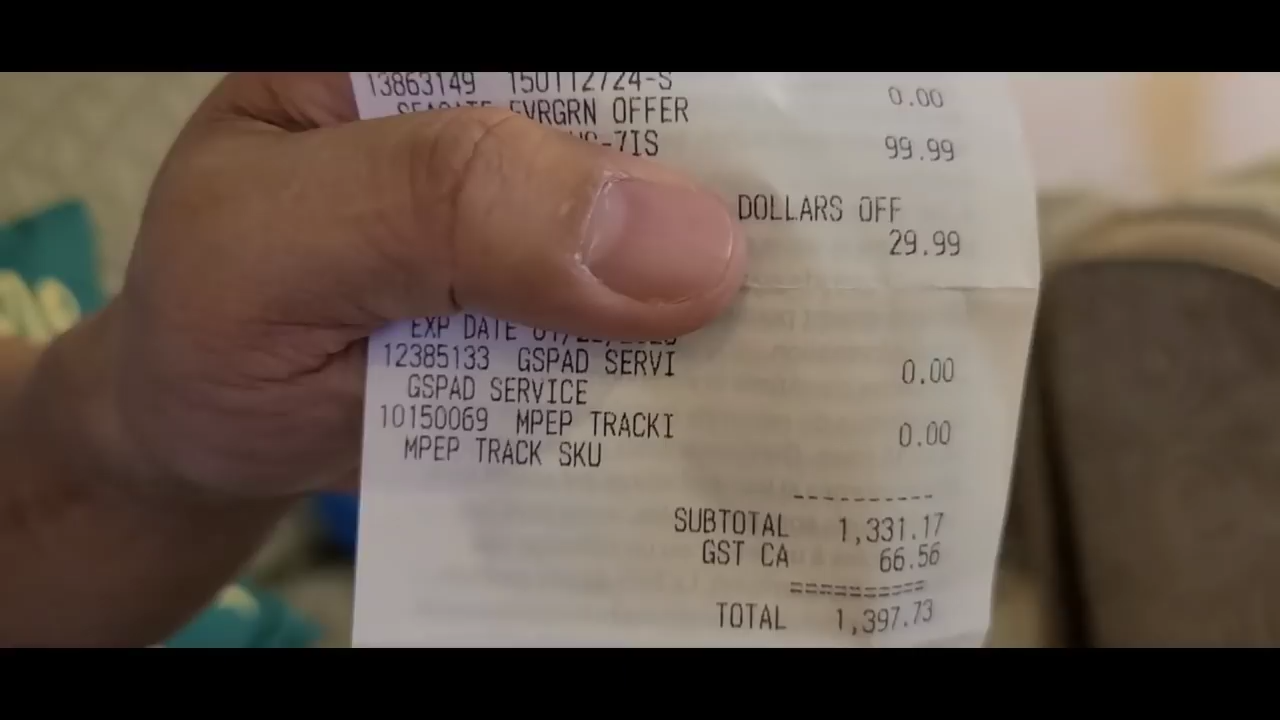 13863149 150112724-S
0.00
SEAGATE EVRGRN OFFER
-7IS
99.99
DOLLARS OFF
29.99
EXP DATE
12385133 GSPAD SERVI 0.00
GSPAD SERVICE
10150069 MPEP TRACKI 0.00
MPEP TRACK SKU
----------
SUBTOTAL 1,331.17
GST CA 66.56
==========
TOTAL 1,397.73